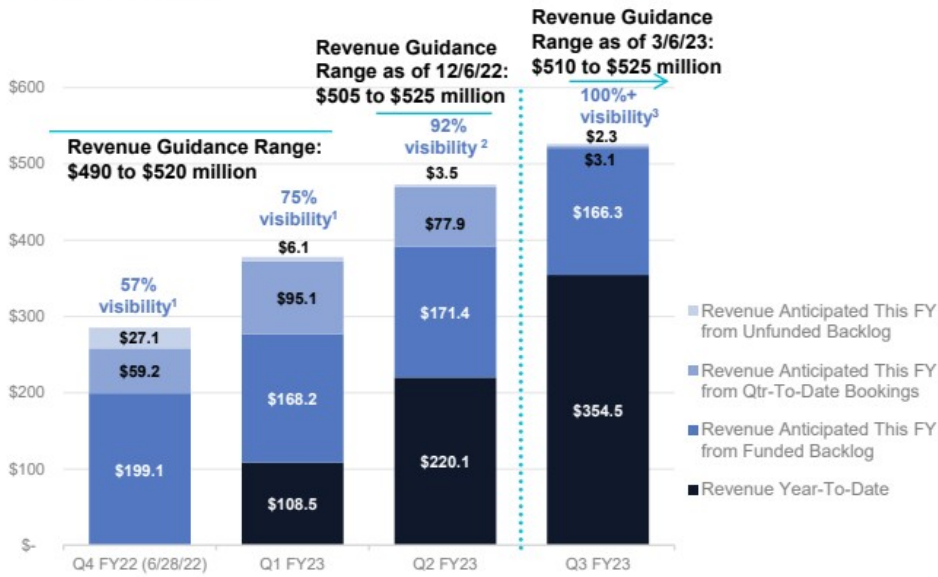 Revenue Guidance
Range as of 3/6/23:
$510 to $525 million
Revenue Guidance
Range as of 12/6/22:
$505 to $525 million
Revenue Guidance Range:
$490 to $520 million
$600
$500
$400
$300
$200
$100
$-
57%
visibility¹
$27.1
$59.2
$199.1
75%
visibility¹
$6.1
$95.1
$168.2
$108.5
92%
visibility ²
$3.5
$77.9
$171.4
$220.1
100%+
visibility³
$2.3
$3.1
$166.3
$354.5
Q4 FY22 (6/28/22)
Q1 FY23
Q2 FY23
Q3 FY23
Revenue Anticipated This FY
from Unfunded Backlog
Revenue Anticipated This FY
from Qtr-To-Date Bookings
Revenue Anticipated This FY
from Funded Backlog
Revenue Year-To-Date